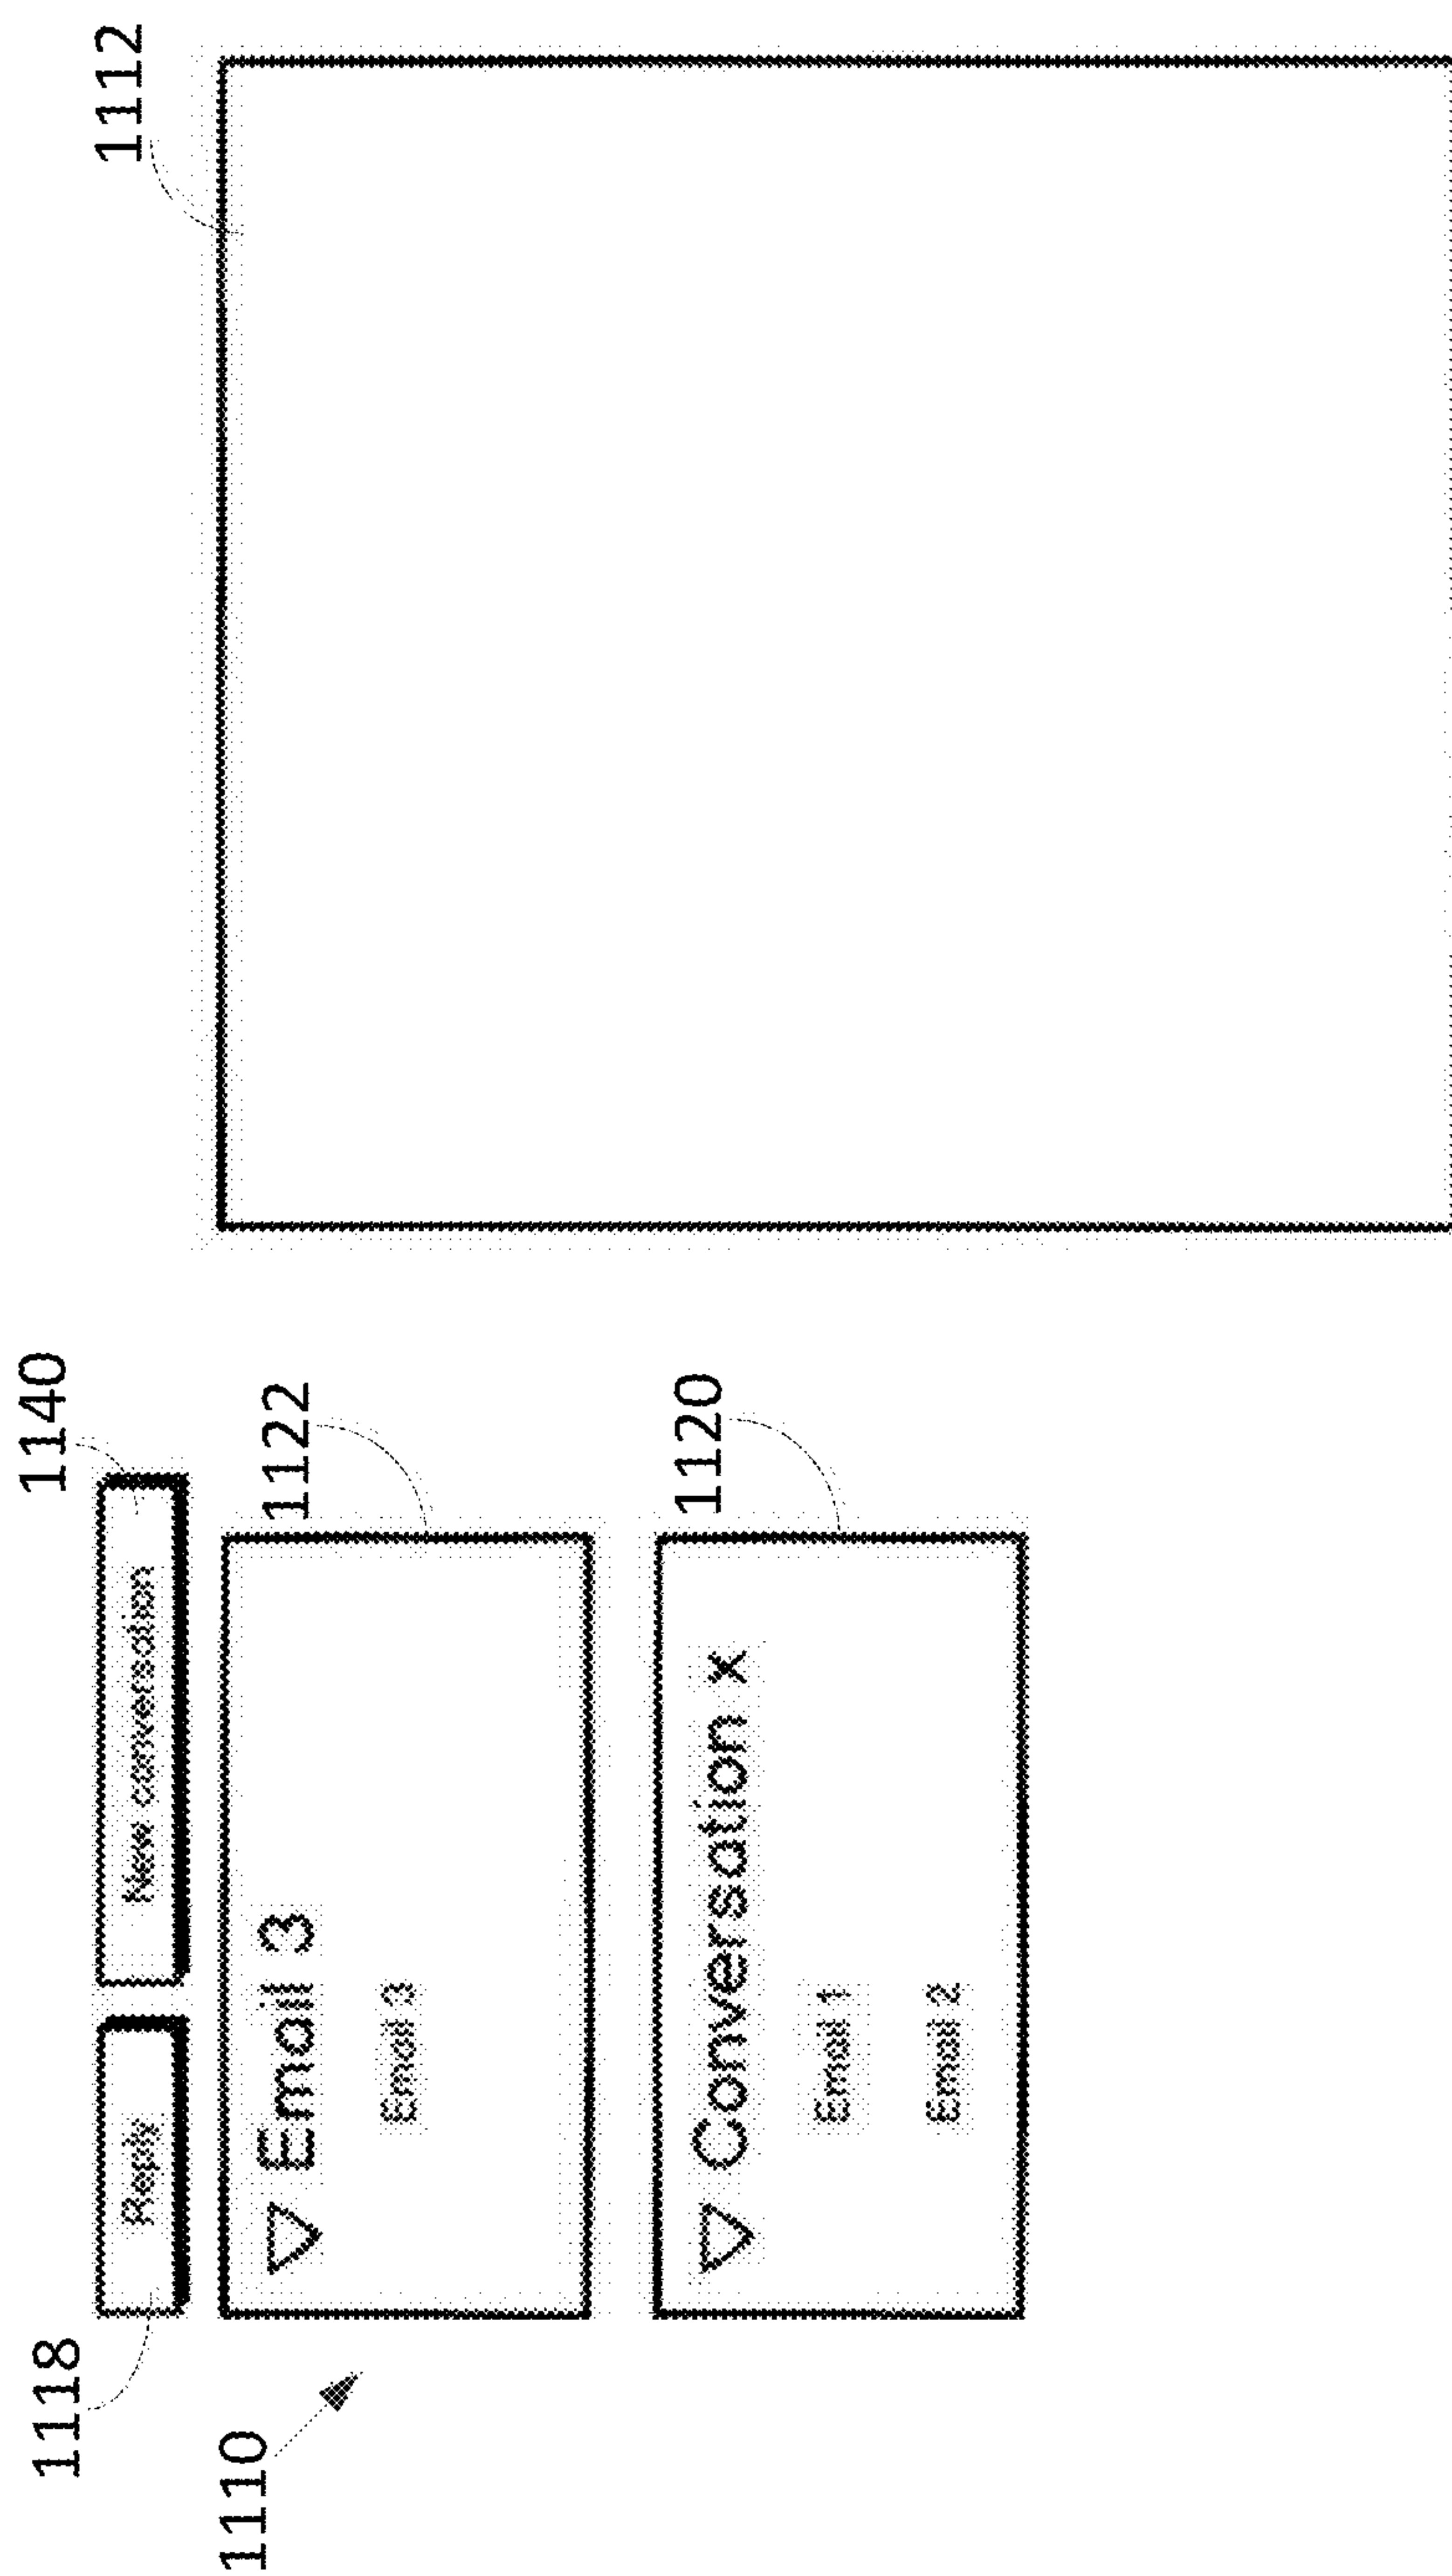 1118
1140
1112
Reply
New conversation
1110
1122
Email 3
Email 3
1120
Conversation x
Email 1
Email 2